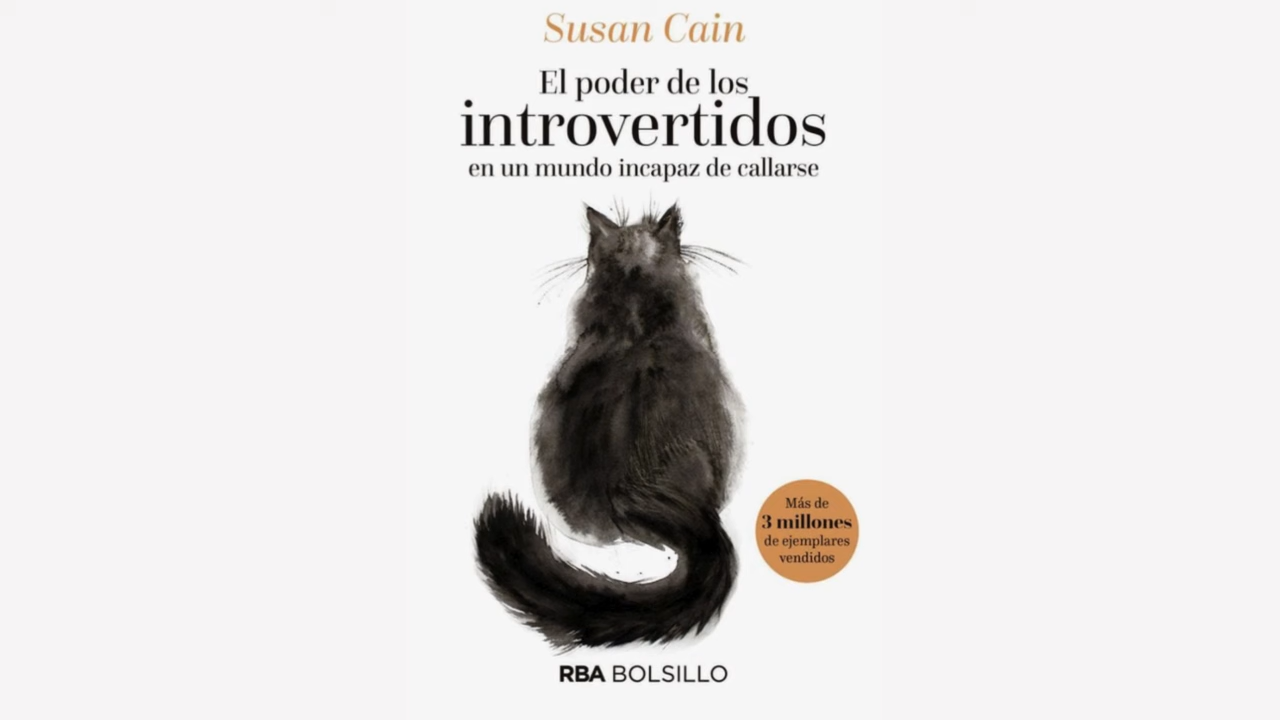 Susan Cain
El poder de los
introvertidos
en un mundo incapaz de callarse
Más de
3 millones
de ejemplares
vendidos
RBA BOLSILLO